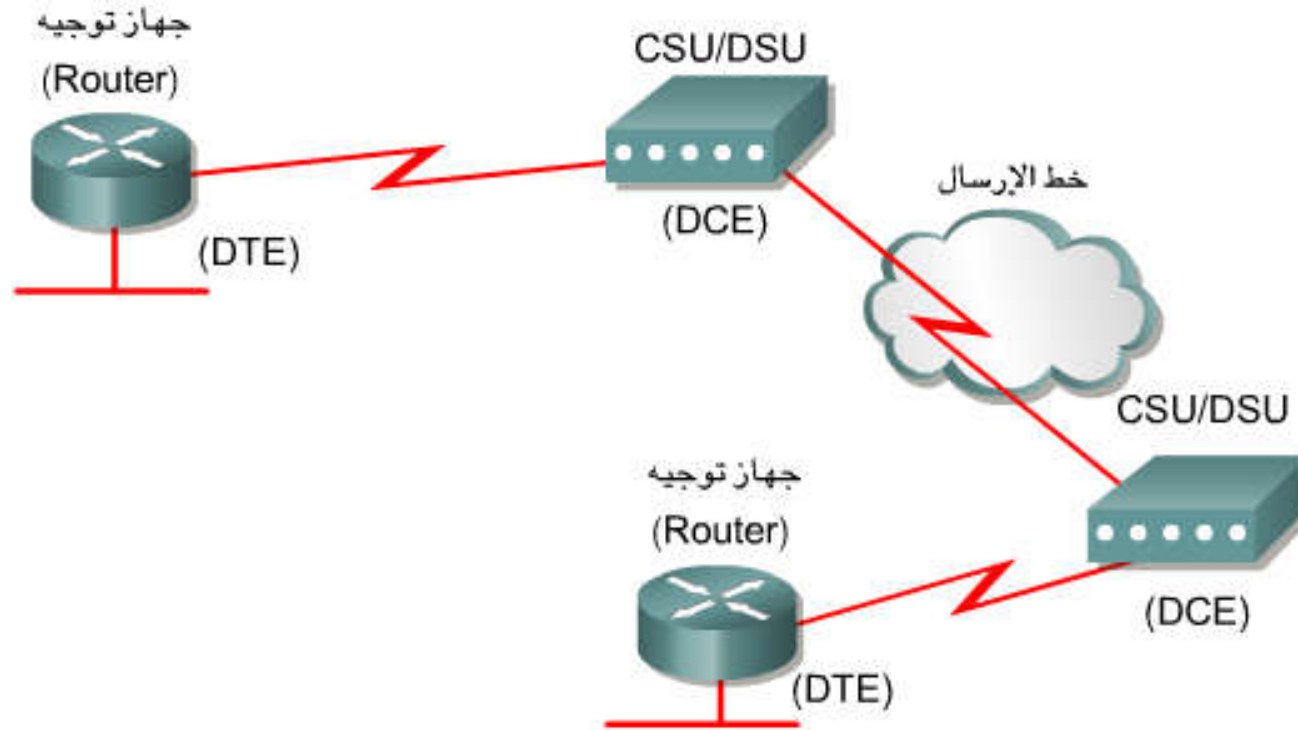 جهاز توجيه
(Router)
(DTE)
CSU/DSU
(DCE)
خط الإرسال
CSU/DSU
(DCE)
جهاز توجيه
(Router)
(DTE)